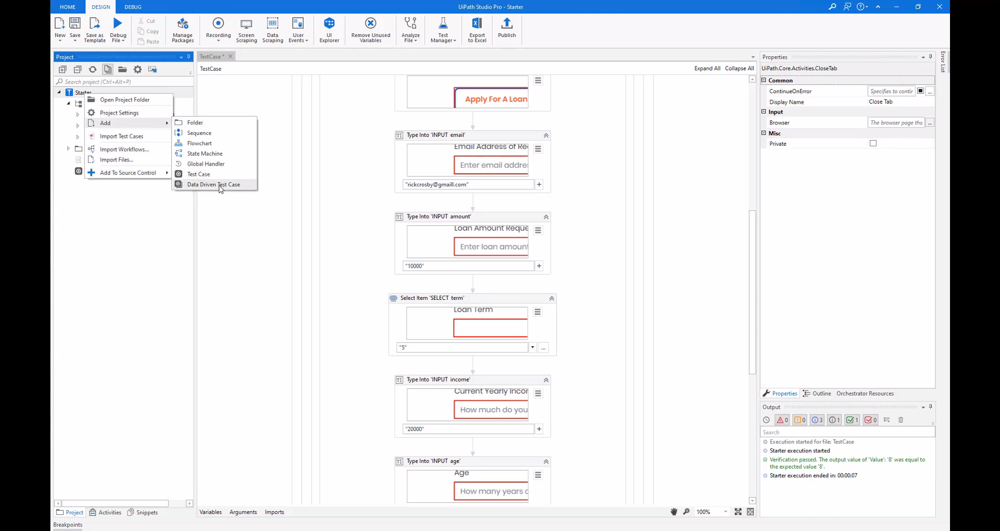 HOME
DESIGN
DEBUG
UiPath Studio Pro - Starter
New
Save
Save as
Template
Debug
File
Cut
Copy
Paste
Manage
Packages
Recording
Screen
Scraping
Data
Scraping
User
Events
UI
Explorer
Remove Unused
Variables
Analyze
File
Test
Manager
Export
to Excel
Publish
Project
Search project (Ctrl+Alt+P)
Starter
Open Project Folder
Project Settings
Add
Import Test Cases
Import Workflows...
Import Files...
Add To Source Control
Folder
Sequence
Flowchart
State Machine
Global Handler
Test Case
Data Driven Test Case
TestCase *
TestCase
Expand All
Collapse All
Apply For A Loan
Type Into 'INPUT email'
Email Address of Re
Enter email addre
"rickcrosby@gmaill.com"
Type Into 'INPUT amount'
Loan Amount Reque
Enter loan amount
"10000"
Select Item 'SELECT term'
Loan Term
"5"
...
Type Into 'INPUT income'
Current Yearly Incor
How much do you
"20000"
Type Into 'INPUT age'
Age
How many years o
Variables
Arguments
Imports
100%
Properties
UiPath.Core.Activities.CloseTab
Common
ContinueOnError
Specifies to contir
...
Display Name
Close Tab
Input
Browser
The browser page tha
...
Misc
Private
Error List
Properties
Outline
Orchestrator Resources
Output
0
0
3
1
1
0
Search
Execution started for file: TestCase
Starter execution started
Verification passed. The output value of 'Value': '8' was equal to
the expected value '8'.
Starter execution ended in: 00:00:07
Project
Activities
Snippets
Breakpoints